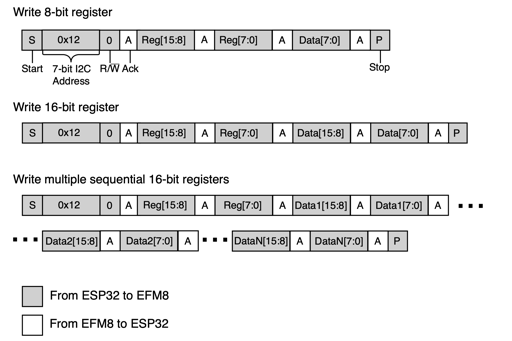 Write 8-bit register
S 0x12 0 A Reg[15:8] A Reg[7:0] A Data[7:0] A P
Start 7-bit I2C Address R/W Ack Stop
Write 16-bit register
S 0x12 0 A Reg[15:8] A Reg[7:0] A Data[15:8] A Data[7:0] A P
Write multiple sequential 16-bit registers
S 0x12 0 A Reg[15:8] A Reg[7:0] A Data1[15:8] A Data1[7:0] A ...
... Data2[15:8] A Data2[7:0] A ... DataN[15:8] A DataN[7:0] A P
From ESP32 to EFM8
From EFM8 to ESP32